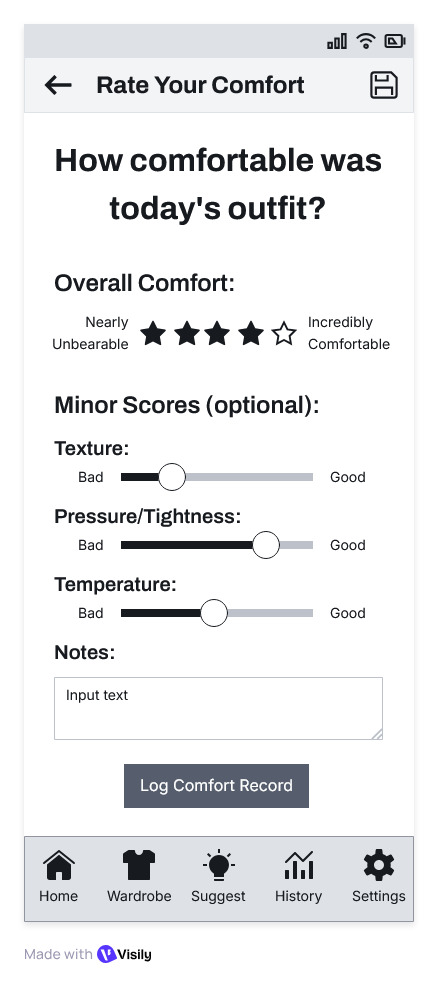 Rate Your Comfort
How comfortable was
today's outfit?
Overall Comfort:
Nearly
Unbearable
Incredibly
Comfortable
Minor Scores (optional):
Texture:
Bad
Good
Pressure/Tightness:
Bad
Good
Temperature:
Bad
Good
Notes:
Input text
Log Comfort Record
Home
Wardrobe
Suggest
History
Settings
Made with Visily